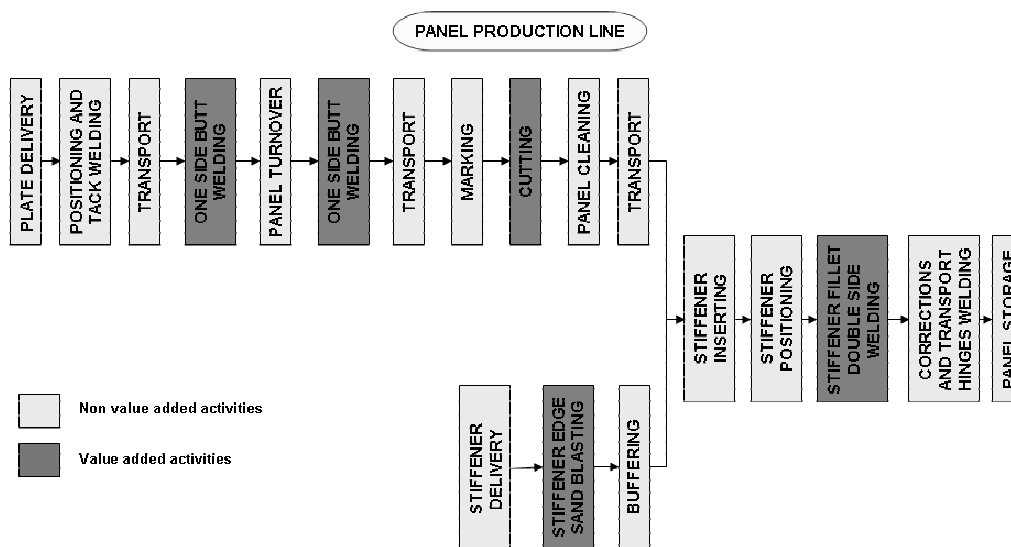 PANEL PRODUCTION LINE
PLATE DELIVERY
POSITIONING AND
TACK WELDING
TRANSPORT
ONE SIDE BUTT
WELDING
PANEL TURNOVER
ONE SIDE BUTT
WELDING
TRANSPORT
MARKING
CUTTING
PANEL CLEANING
TRANSPORT
STIFFENER
INSERTING
STIFFENER
POSITIONING
STIFFENER FILLET
DOUBLE SIDE
WELDING
CORRECTIONS
AND TRANSPORT
HINGES WELDING
PANEL STORAGE
STIFFENER
DELIVERY
STIFFENER EDGE
SAND BLASTING
BUFFERING
Non value added activities
Value added activities